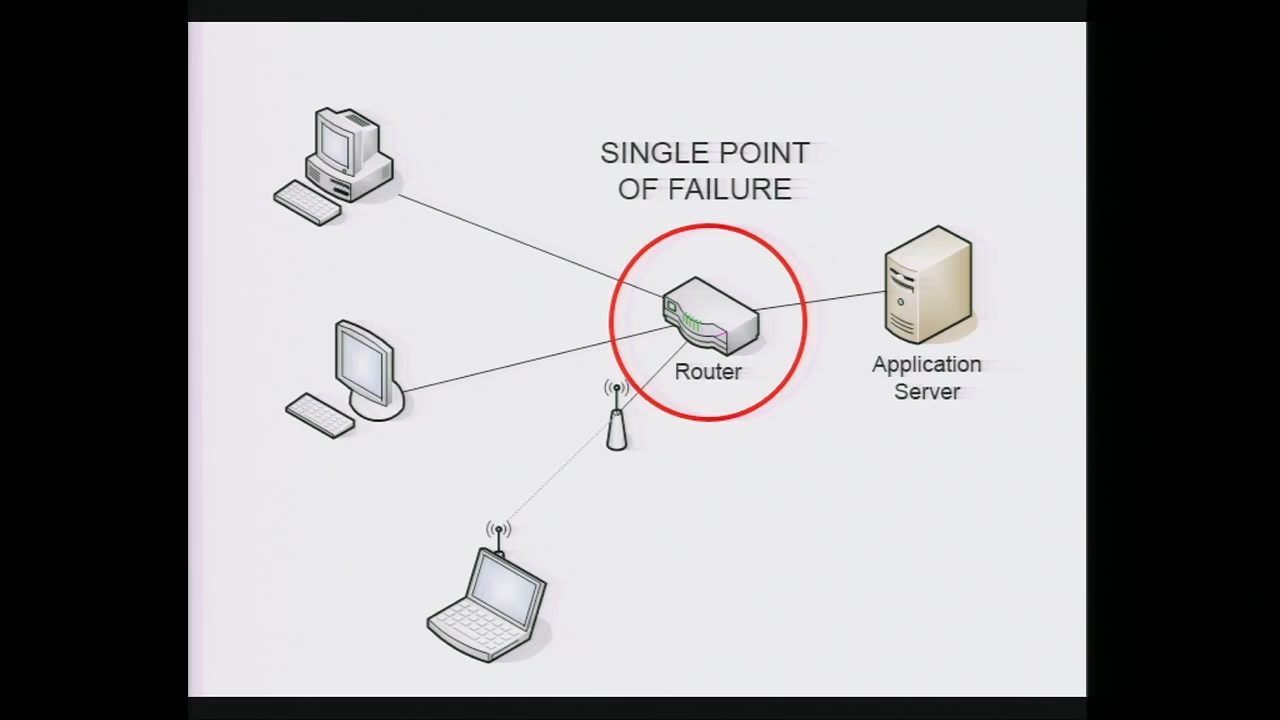 SINGLE POINT
OF FAILURE
Router
Application
Server